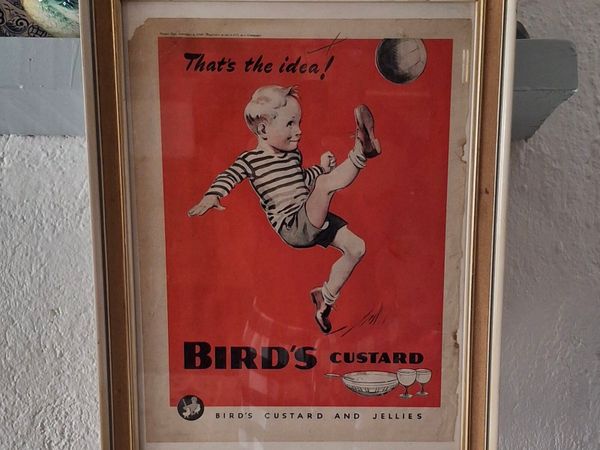 That's the idea!
BIRD'S CUSTARD
BIRD'S CUSTARD AND JELLIES